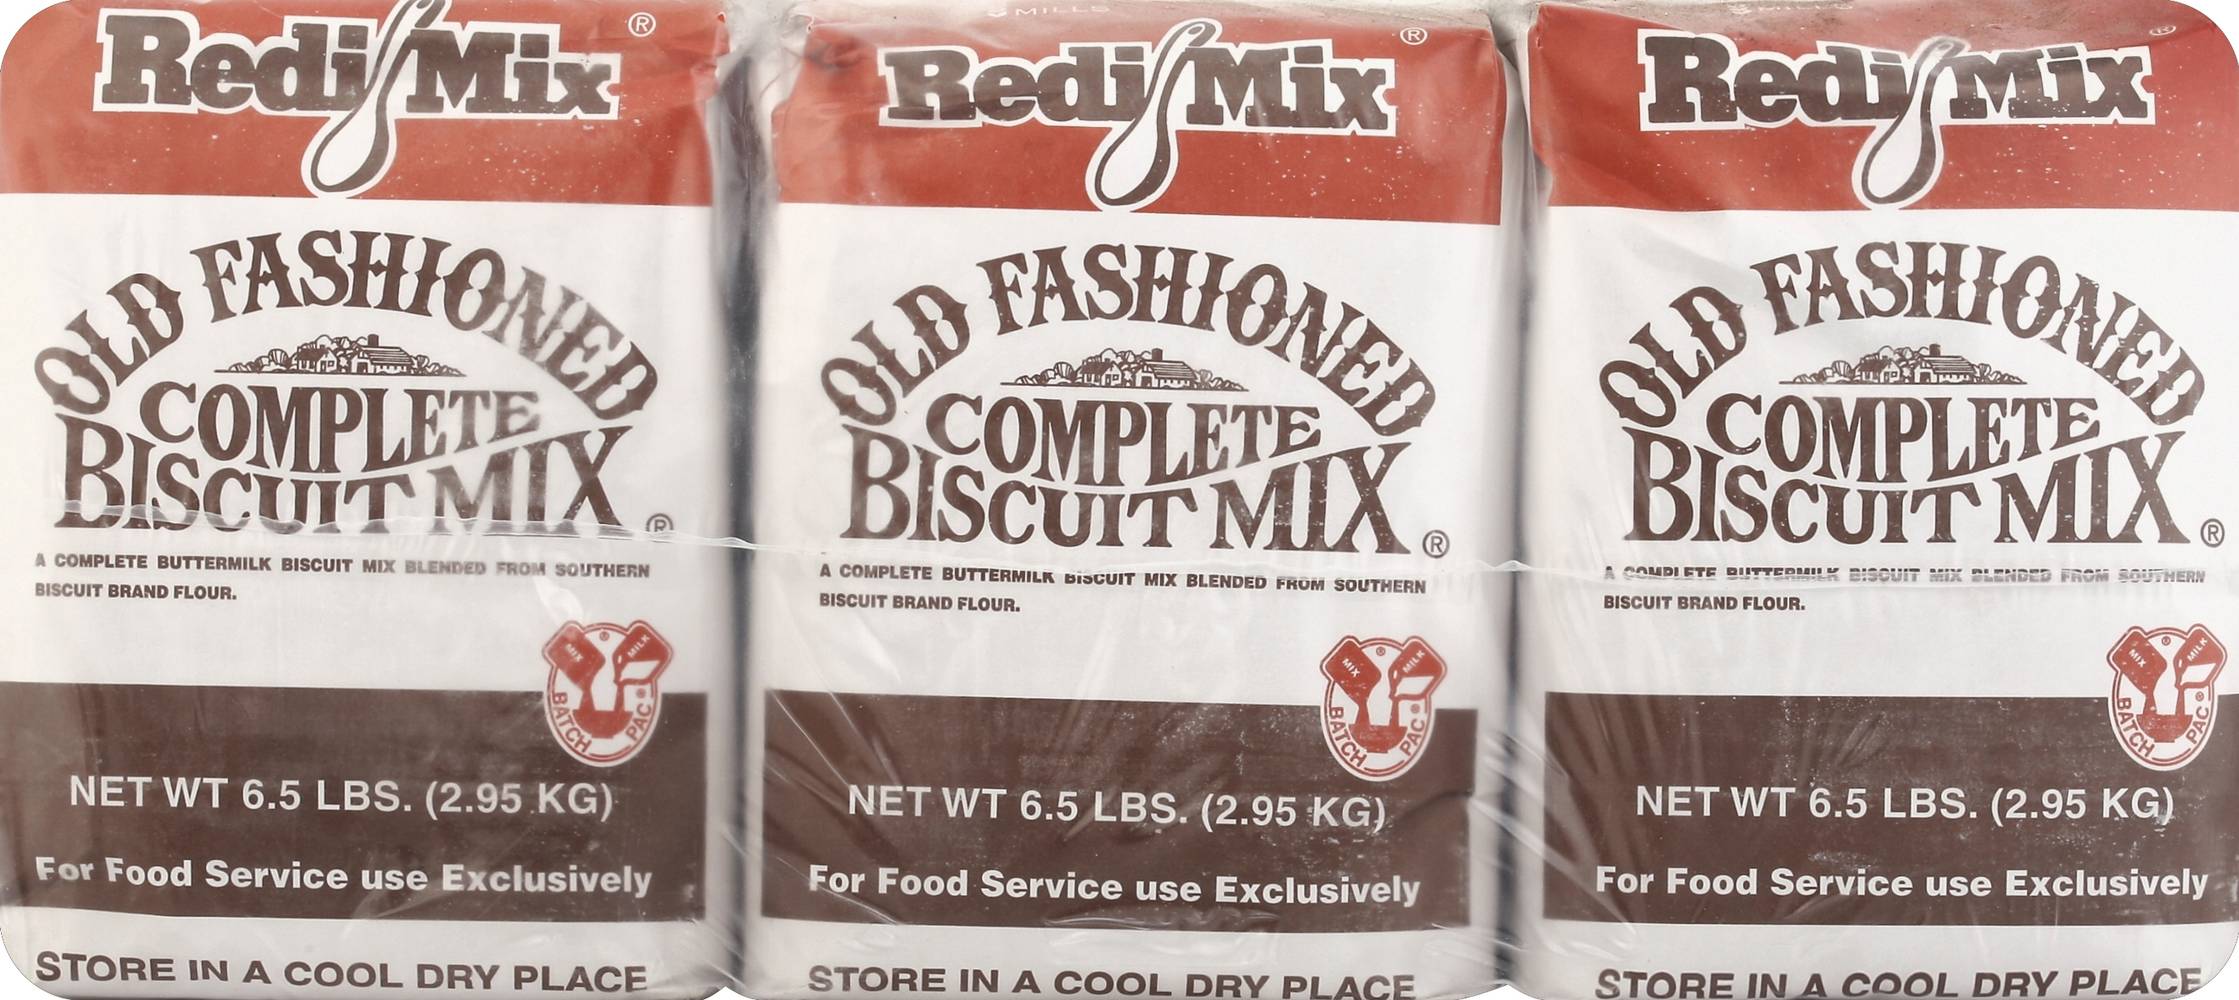 Redi Mix ®
OLD FASHIONED
COMPLETE
BISCUIT MIX ®
A COMPLETE BUTTERMILK BISCUIT MIX BLENDED FROM SOUTHERN
BISCUIT BRAND FLOUR.
MIX ® MILK
BATCH PAC ®
NET WT 6.5 LBS. (2.95 KG)
For Food Service use Exclusively
STORE IN A COOL DRY PLACE
MILLS
Redi Mix ®
OLD FASHIONED
COMPLETE
BISCUIT MIX ®
A COMPLETE BUTTERMILK BISCUIT MIX BLENDED FROM SOUTHERN
BISCUIT BRAND FLOUR.
MIX ® MILK
BATCH PAC ®
NET WT 6.5 LBS. (2.95 KG)
For Food Service use Exclusively
STORE IN A COOL DRY PLACE
Redi Mix ®
OLD FASHIONED
COMPLETE
BISCUIT MIX ®
A COMPLETE BUTTERMILK BISCUIT MIX BLENDED FROM SOUTHERN
BISCUIT BRAND FLOUR.
MIX ® MILK
BATCH PAC ®
NET WT 6.5 LBS. (2.95 KG)
For Food Service use Exclusively
STORE IN A COOL DRY PLACE